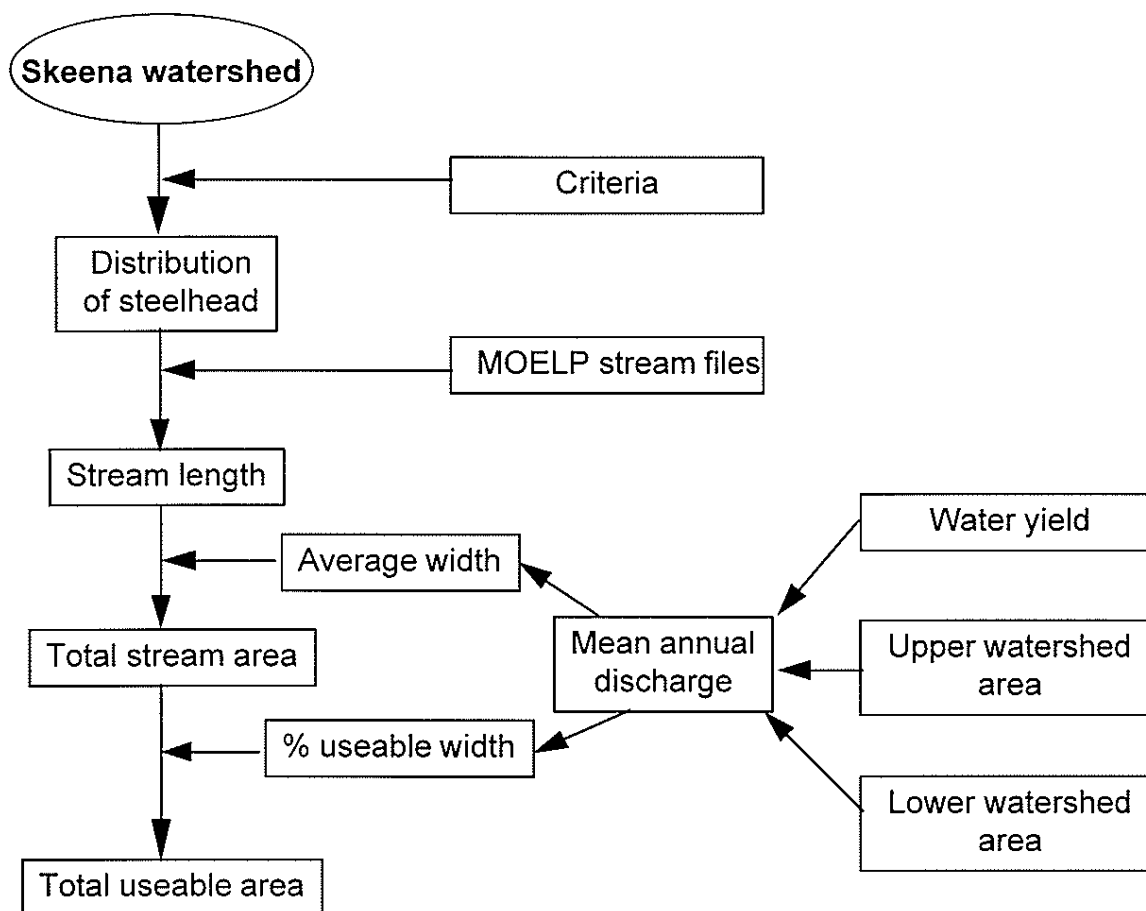 Skeena watershed
Criteria
Distribution
of steelhead
MOELP stream files
Stream length
Water yield
Average width
Total stream area
Mean annual
discharge
Upper watershed
area
% useable width
Lower watershed
area
Total useable area